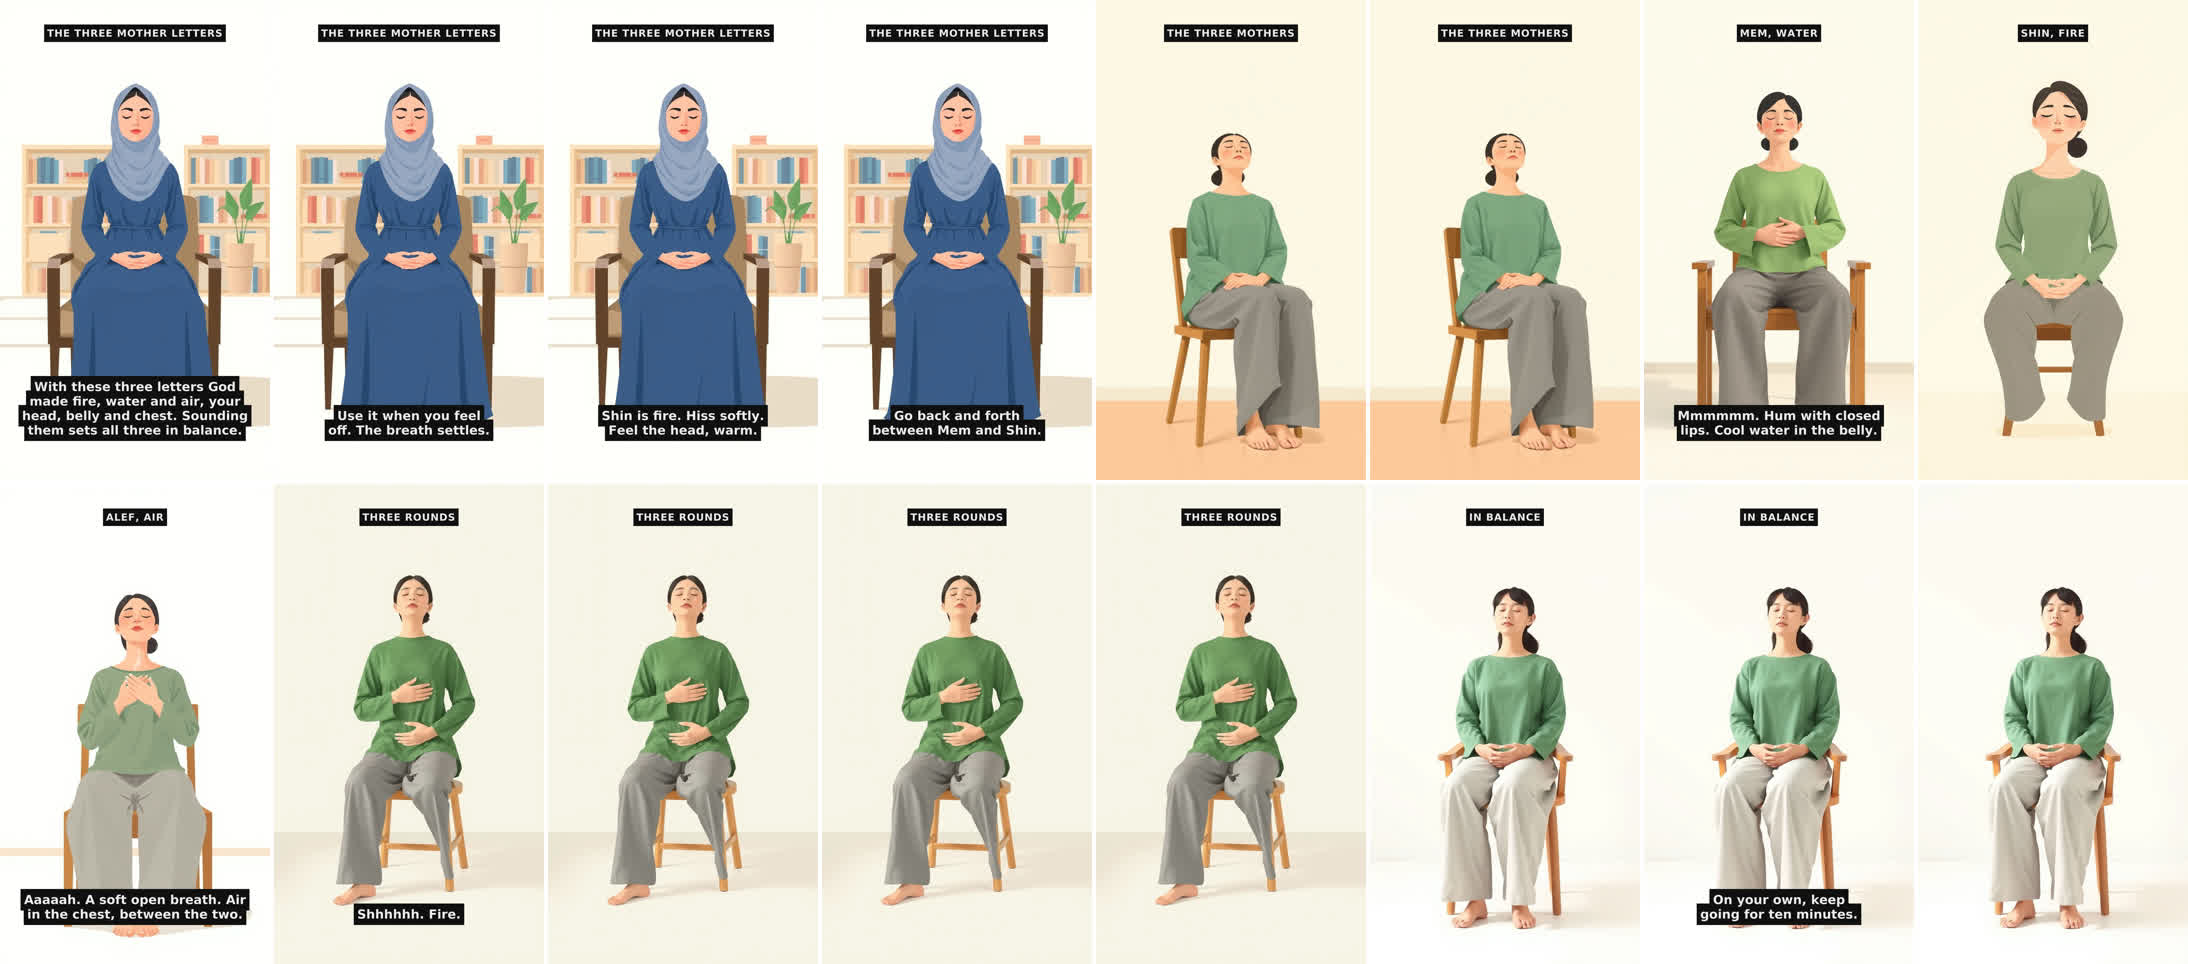 THE THREE MOTHER LETTERS
With these three letters God
made fire, water and air, your
head, belly and chest. Sounding
them sets all three in balance.
THE THREE MOTHER LETTERS
Use it when you feel
off. The breath settles.
THE THREE MOTHER LETTERS
Shin is fire. Hiss softly.
Feel the head, warm.
THE THREE MOTHER LETTERS
Go back and forth
between Mem and Shin.
THE THREE MOTHERS
THE THREE MOTHERS
MEM, WATER
Mmmmmm. Hum with closed
lips. Cool water in the belly.
SHIN, FIRE
ALEF, AIR
Aaaaah. A soft open breath. Air
in the chest, between the two.
THREE ROUNDS
Shhhhhh. Fire.
THREE ROUNDS
THREE ROUNDS
THREE ROUNDS
IN BALANCE
IN BALANCE
On your own, keep
going for ten minutes.